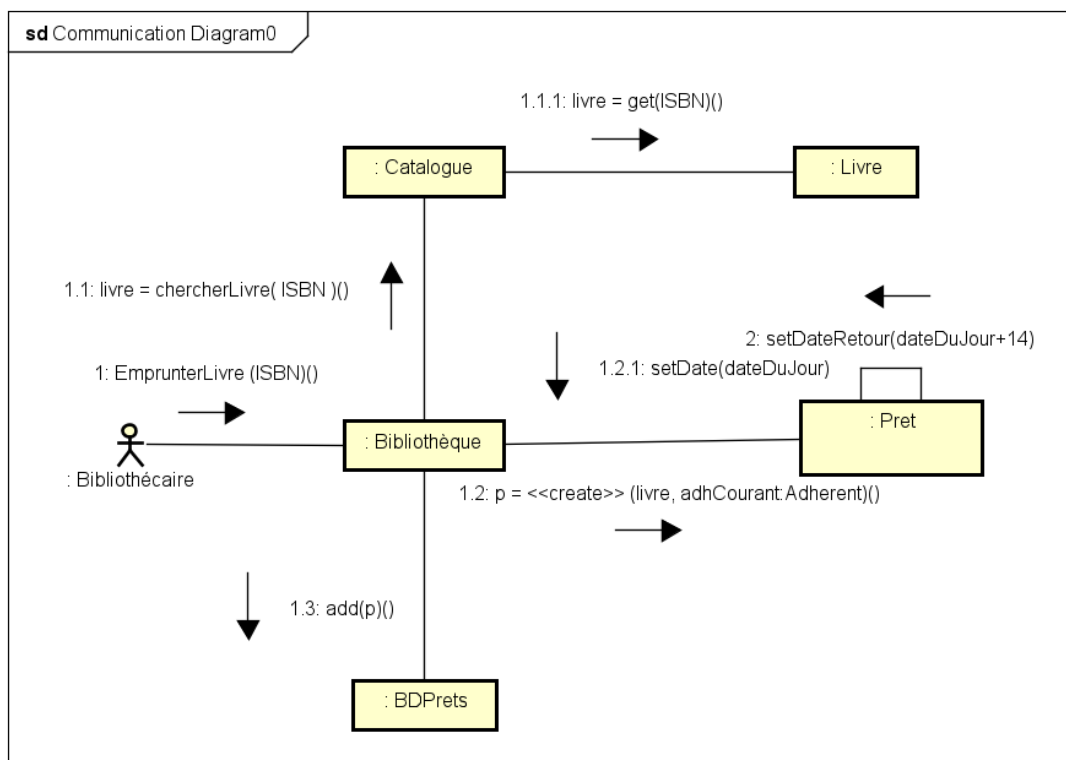 sd Communication Diagram0
1.1.1: livre = get(ISBN)()
: Catalogue
: Livre
1.1: livre = chercherLivre( ISBN )()
2: setDateRetour(dateDuJour+14)
1.2.1: setDate(dateDuJour)
1: EmprunterLivre (ISBN)()
: Pret
: Bibliothèque
: Bibliothécaire
1.2: p = <<create>> (livre, adhCourant:Adherent)()
1.3: add(p)()
: BDPrets